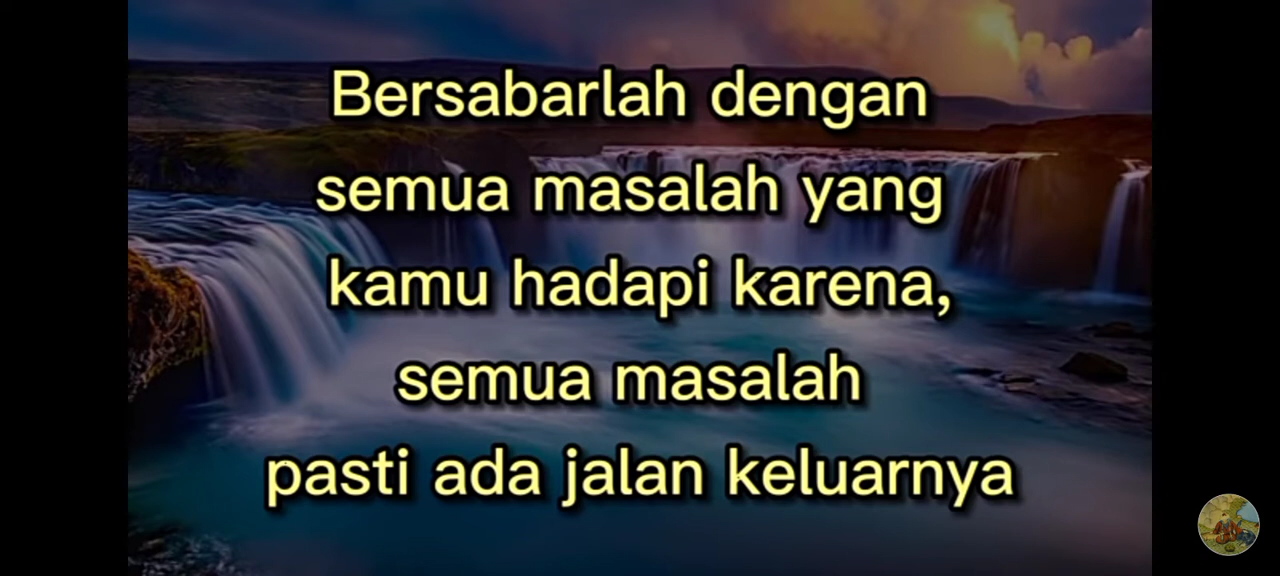 Bersabarlah dengan
semua masalah yang
kamu hadapi karena,
semua masalah
pasti ada jalan keluarnya